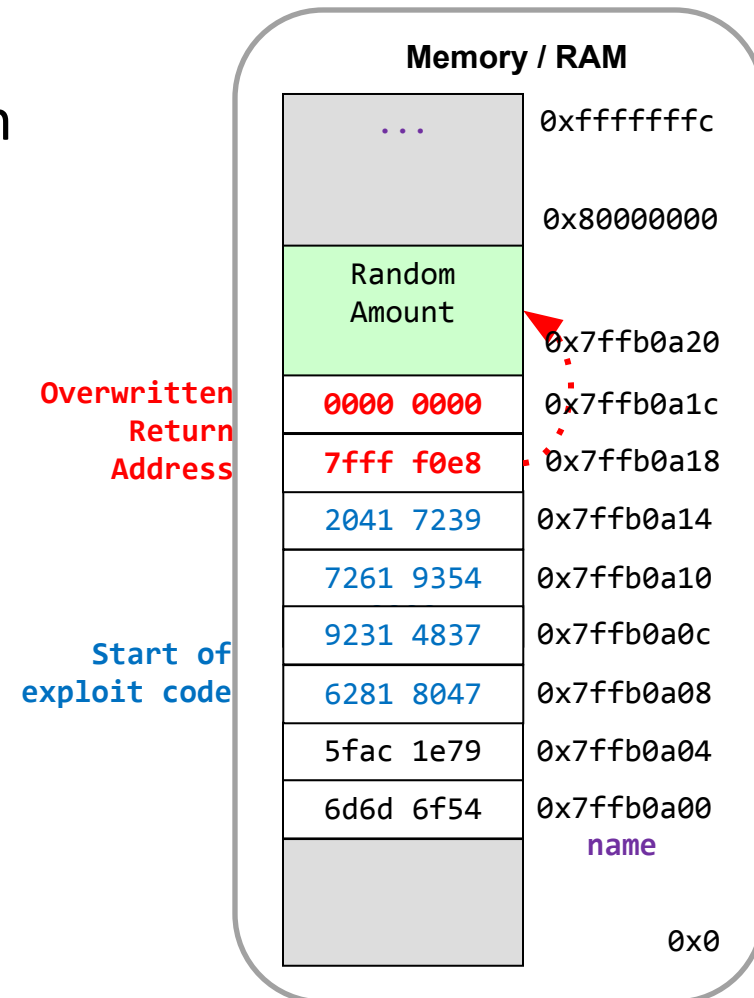 Memory / RAM
n
... 0xfffffffc
0x80000000
Random
Amount
0x7ffb0a20
Overwritten
Return
Address
0000 0000 0x7ffb0a1c
7fff f0e8 0x7ffb0a18
2041 7239 0x7ffb0a14
7261 9354 0x7ffb0a10
9231 4837 0x7ffb0a0c
Start of
exploit code
6281 8047 0x7ffb0a08
5fac 1e79 0x7ffb0a04
6d6d 6f54 0x7ffb0a00
name
0x0